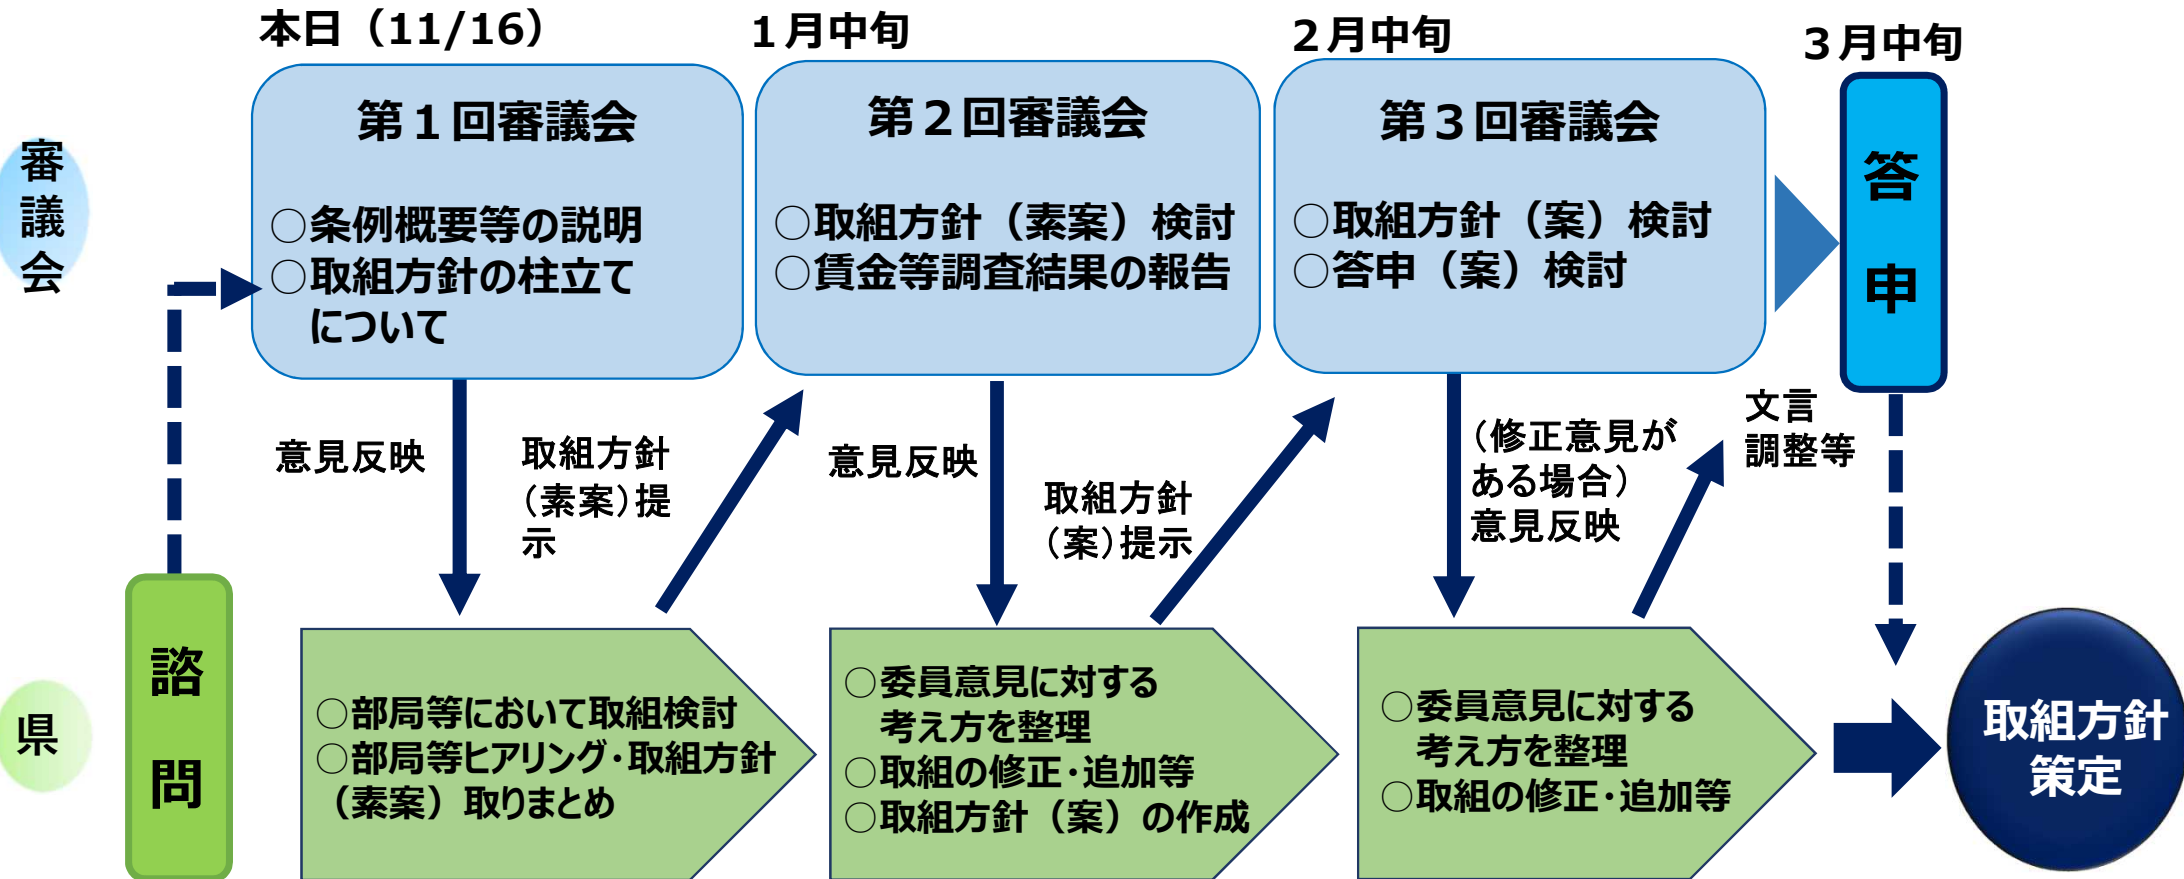 本日（11/16）
１月中旬
２月中旬
３月中旬
審
議
会
第１回審議会
○条例概要等の説明
○取組方針の柱立て
について
第２回審議会
○取組方針（素案）検討
○賃金等調査結果の報告
第３回審議会
○取組方針（案）検討
○答申（案）検討
答
申
意見反映
取組方針
（素案）提
示
意見反映
取組方針
（案）提示
（修正意見が
ある場合）
意見反映
文言
調整等
県
諮
問
○部局等において取組検討
○部局等ヒアリング・取組方針
（素案）取りまとめ
○委員意見に対する
考え方を整理
○取組の修正・追加等
○取組方針（案）の作成
○委員意見に対する
考え方を整理
○取組の修正・追加等
取組方針
策定